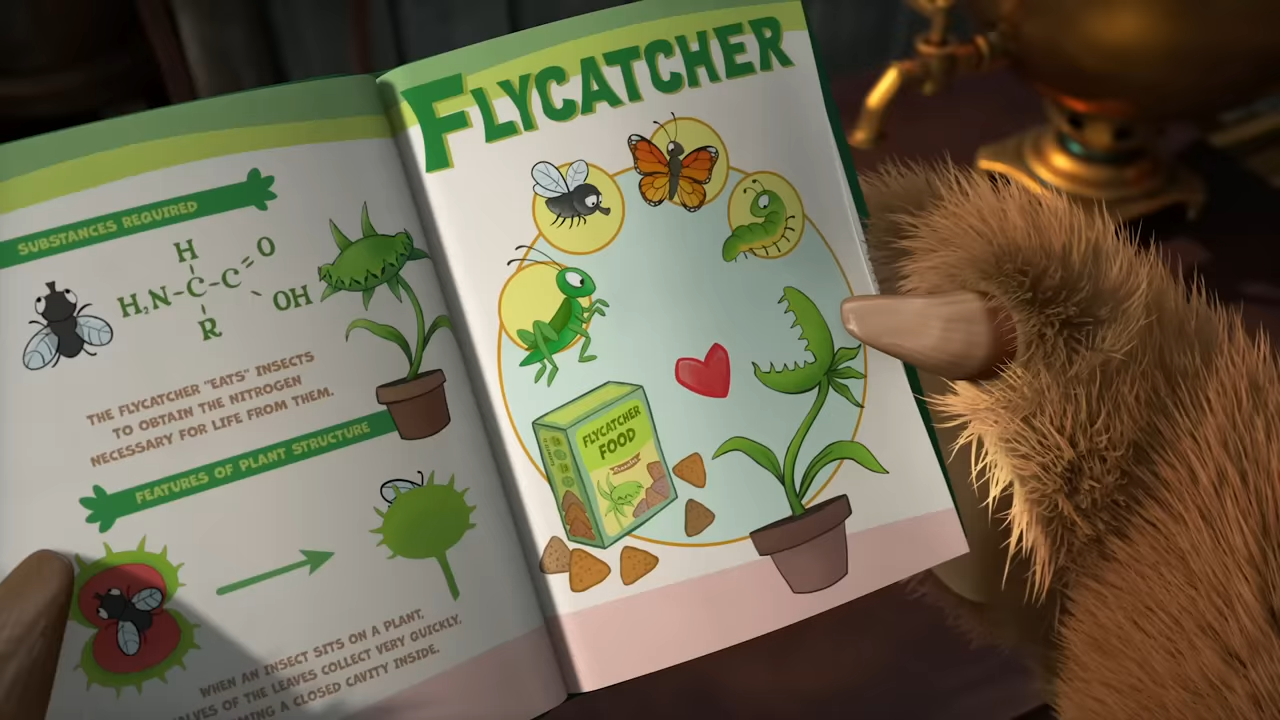 SUBSTANCES REQUIRED
H
H₂N-C-C
O
OH
R
THE FLYCATCHER "EATS" INSECTS
TO OBTAIN THE NITROGEN
NECESSARY FOR LIFE FROM THEM.
FEATURES OF PLANT STRUCTURE
WHEN AN INSECT SITS ON A PLANT,
OF THE LEAVES COLLECT VERY QUICKLY,
A CLOSED CAVITY INSIDE.
FLYCATCHER
FLYCATCHER
FOOD